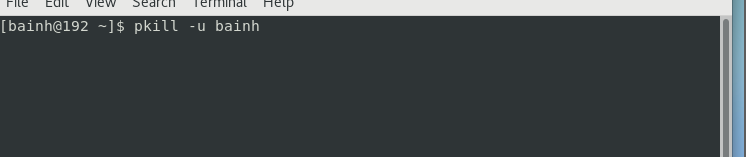 File Edit View Search Terminal Help
[bainh@192 ~]$ pkill -u bainh